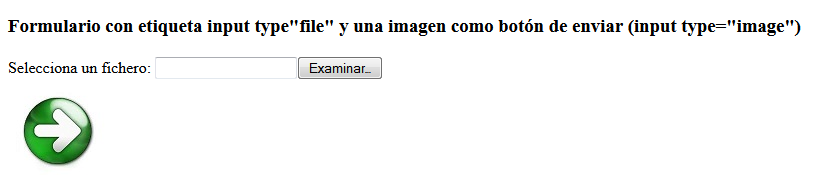 Formulario con etiqueta input type"file" y una imagen como botón de enviar (input type="image")
Selecciona un fichero: Examinar...